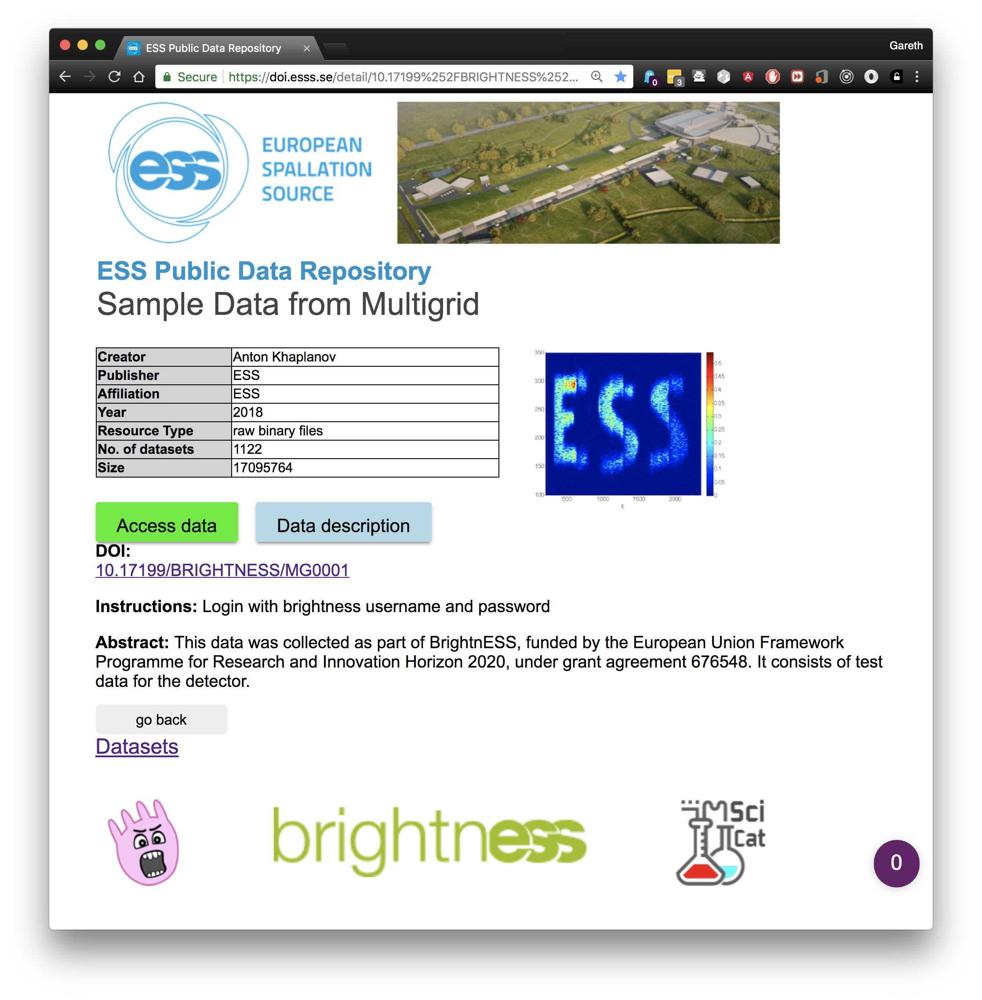 ESS Public Data Repository
Gareth
Secure https://doi.esss.se/detail/10.17199%252FBRIGHTNESS%252...
0
3
ess
EUROPEAN
SPALLATION
SOURCE
ESS Public Data Repository
Sample Data from Multigrid
Creator Anton Khaplanov
Publisher ESS
Affiliation ESS
Year 2018
Resource Type raw binary files
No. of datasets 1122
Size 17095764
350
300
250
200
150
100
500 1000 1500 2000
X
ESS
0.5
0.45
0.4
0.35
0.3
0.25
0.2
0.15
0.1
0.05
0
Access data
Data description
DOI:
10.17199/BRIGHTNESS/MG0001
Instructions: Login with brightness username and password
Abstract: This data was collected as part of BrightnESS, funded by the European Union Framework
Programme for Research and Innovation Horizon 2020, under grant agreement 676548. It consists of test
data for the detector.
go back
Datasets
brightness
Sci
Cat
0